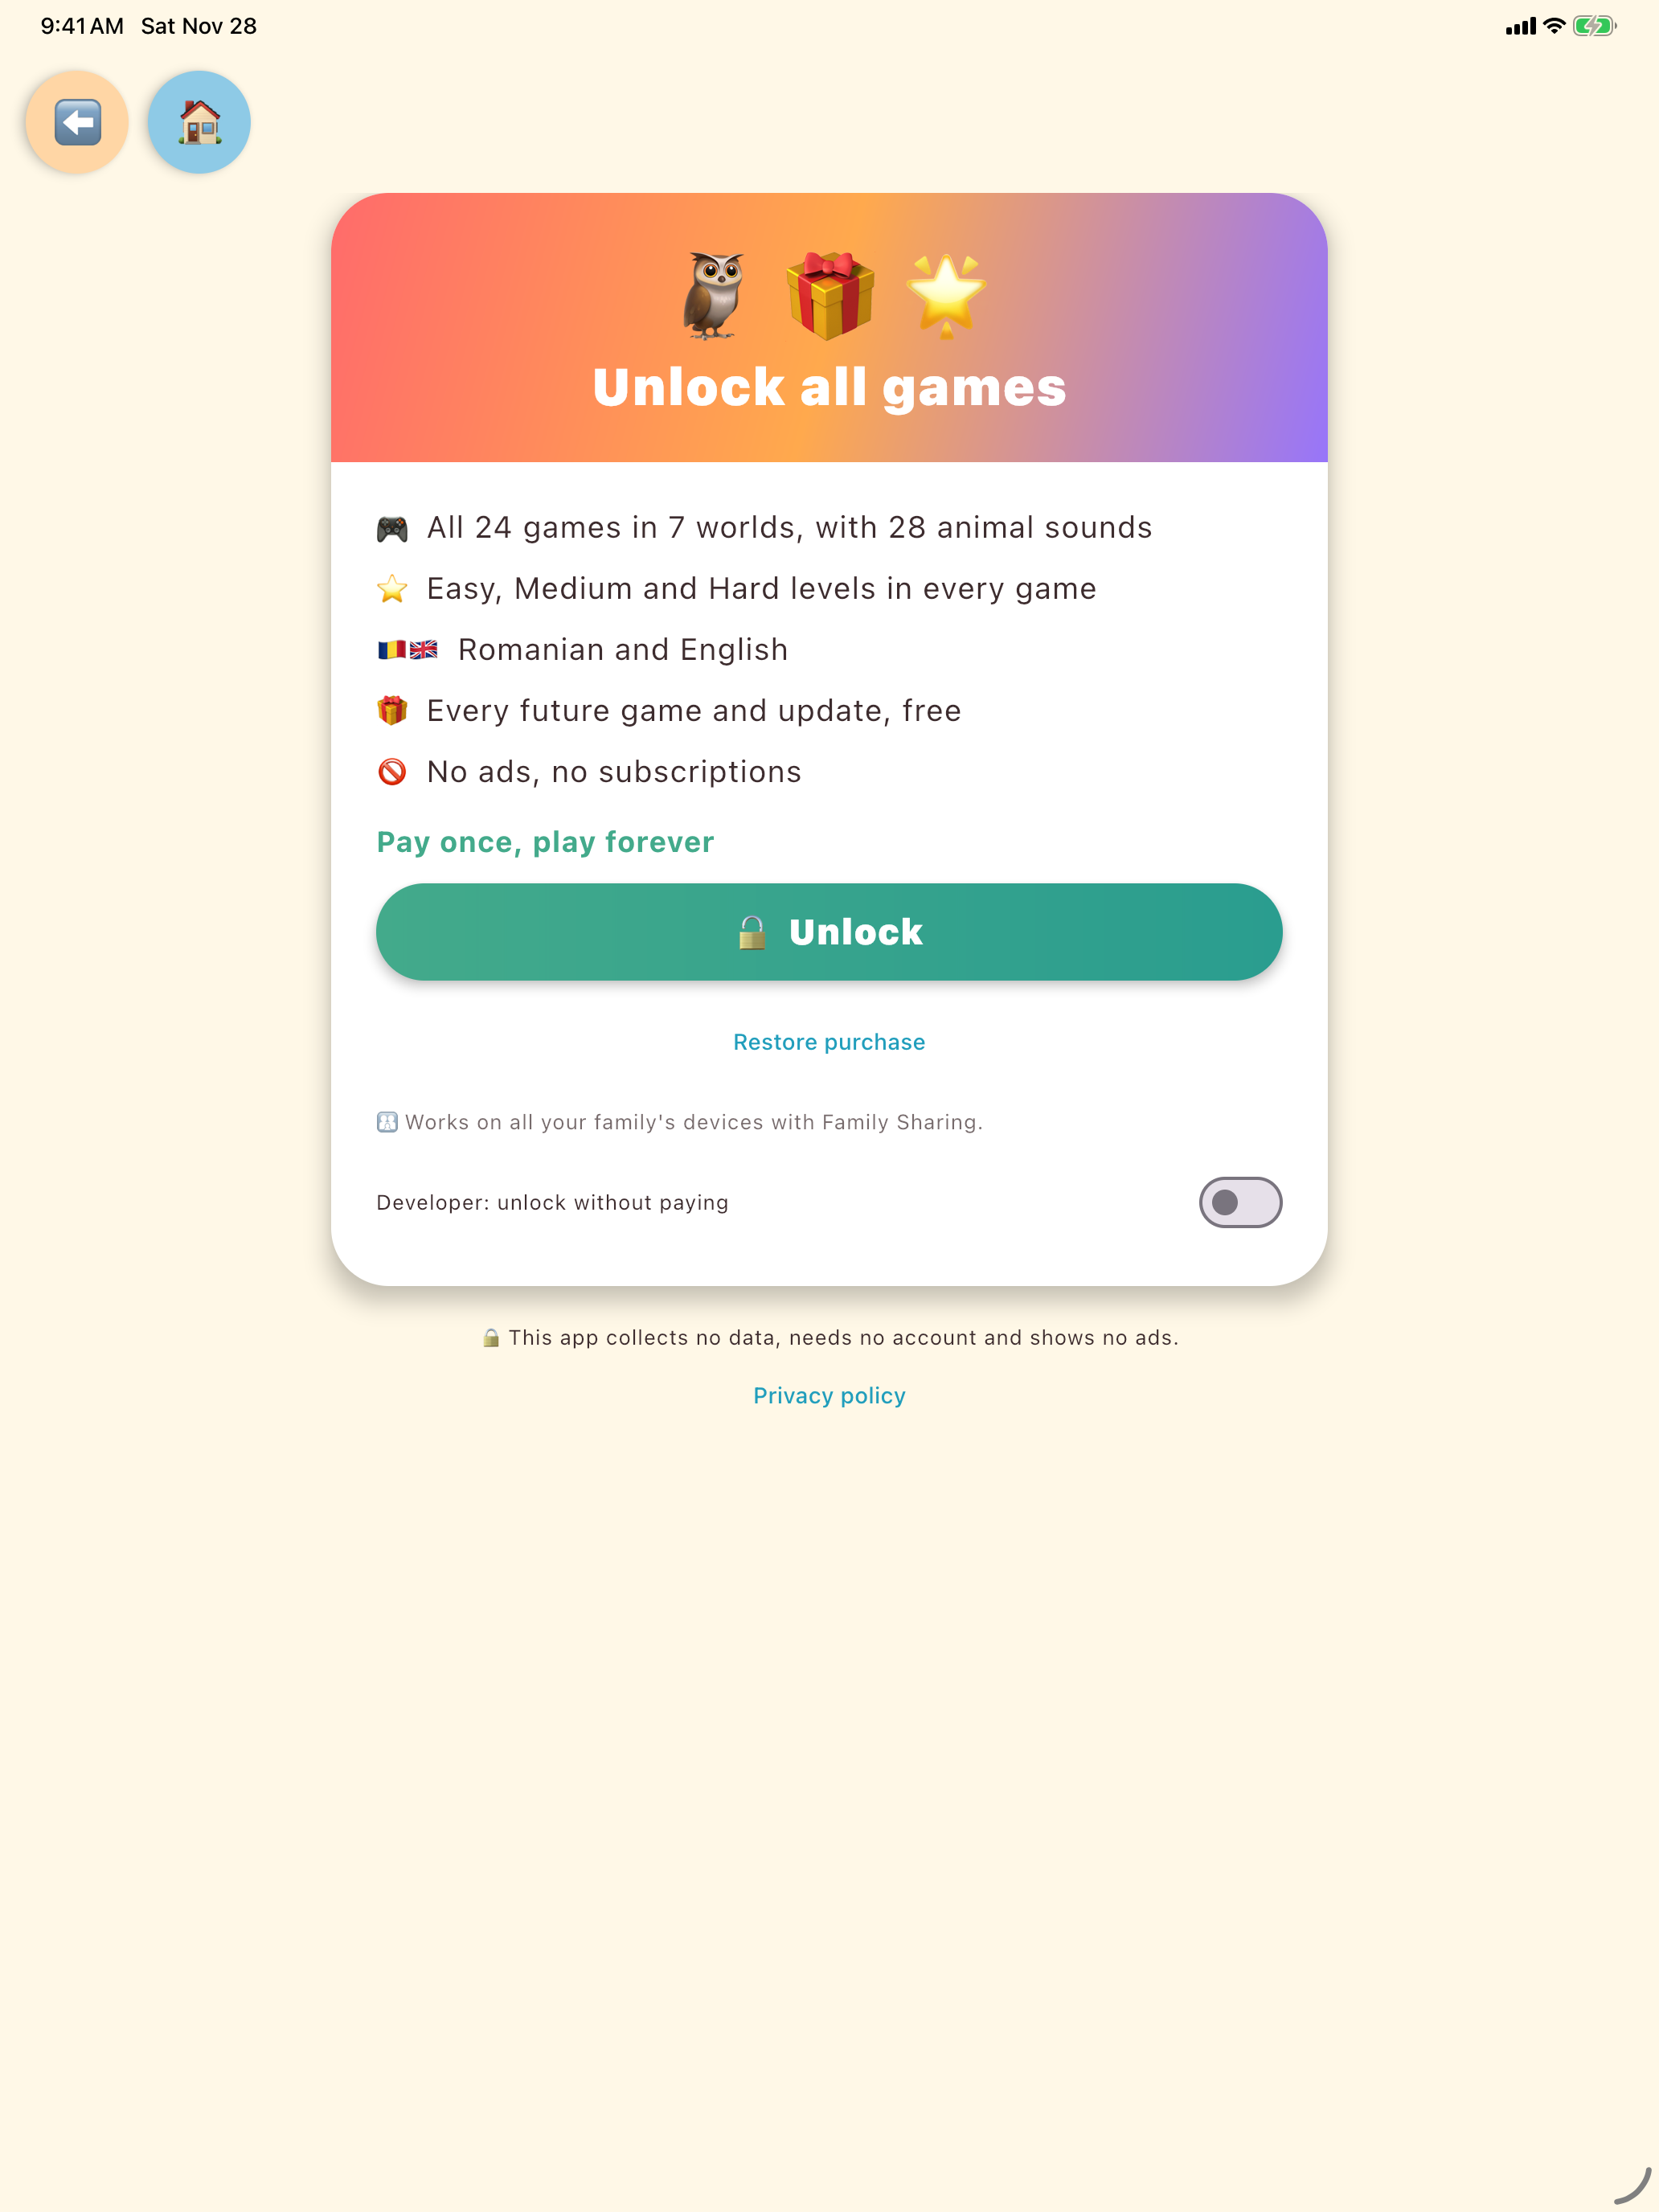 9:41 AM Sat Nov 28
Unlock all games
All 24 games in 7 worlds, with 28 animal sounds
Easy, Medium and Hard levels in every game
Romanian and English
Every future game and update, free
No ads, no subscriptions
Pay once, play forever
Unlock
Restore purchase
Works on all your family's devices with Family Sharing.
Developer: unlock without paying
This app collects no data, needs no account and shows no ads.
Privacy policy